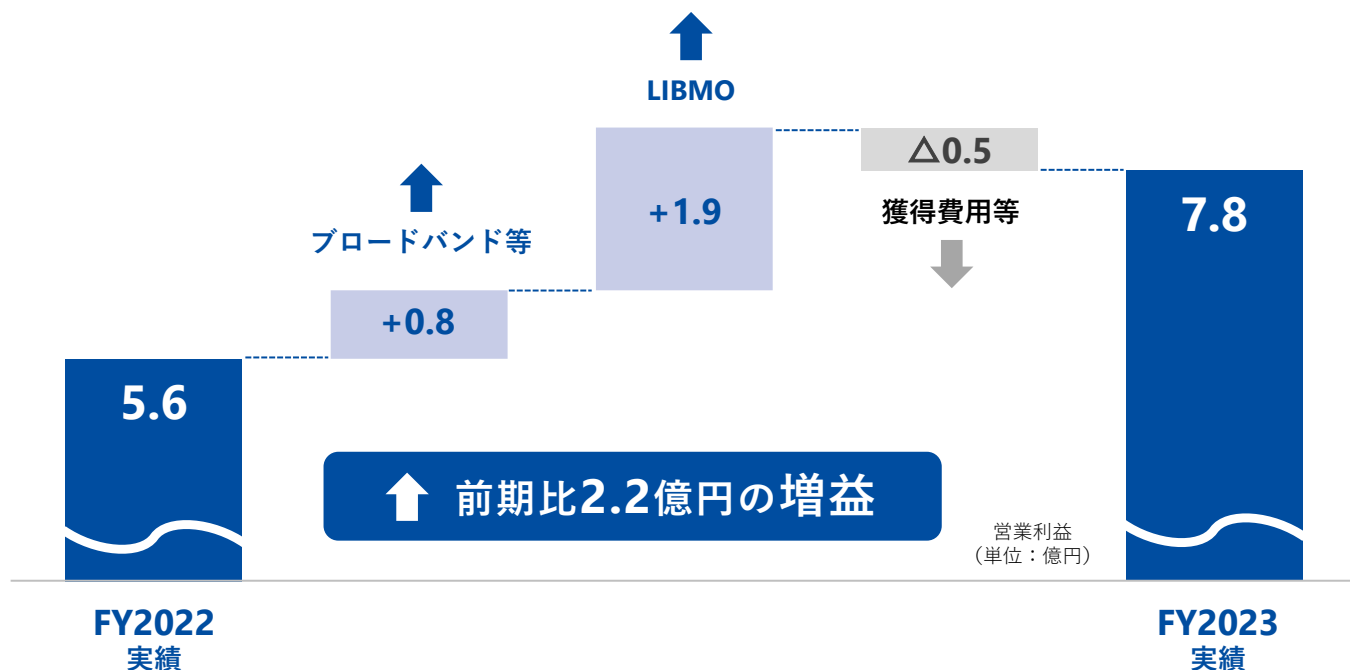 LIBMO
△0.5
+1.9
獲得費用等
7.8
ブロードバンド等
+0.8
5.6
前期比2.2億円の増益
営業利益
（単位：億円）
FY2022
実績
FY2023
実績